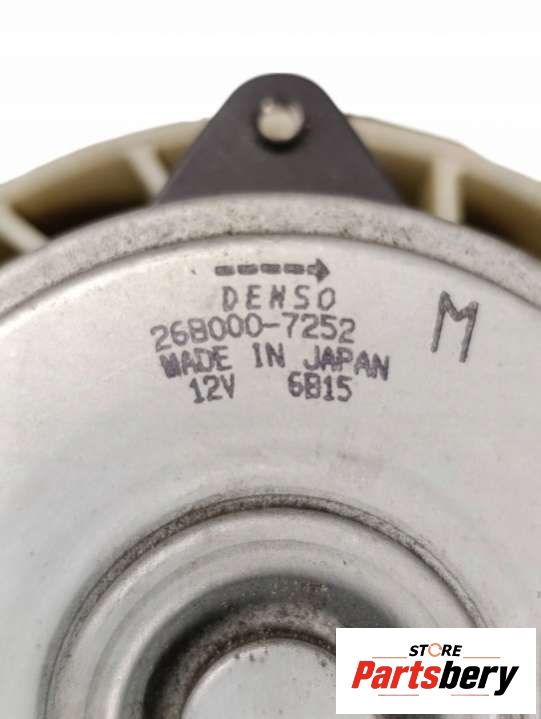 DENSO
268000-7252
M
MADE IN JAPAN
12V 6B15
STORE
Partsbery